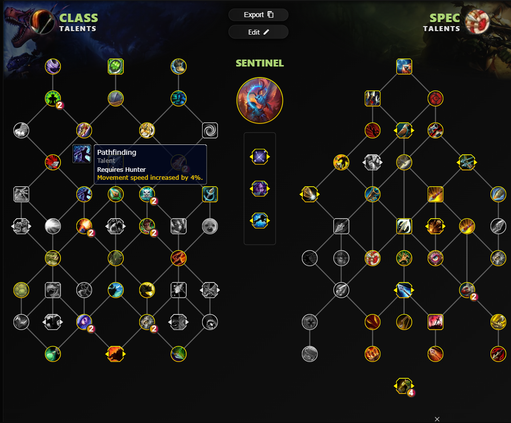 CLASS
TALENTS
Export
Edit
SPEC
TALENTS
SENTINEL
2
Pathfinding
Talent
Requires Hunter
Movement speed increased by 4%.
2
2
2
2
2
2
4